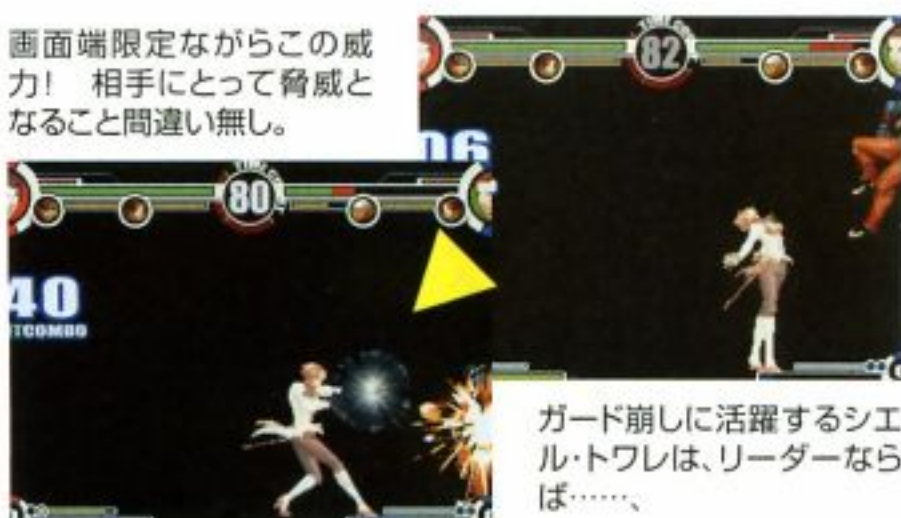 画面端限定ながらこの威
力! 相手にとって脅威と
なること間違い無し。
82
80
40
ITCOMBO
ガード崩しに活躍するシエ
ル・トワレは、リーダーなら
ば……、